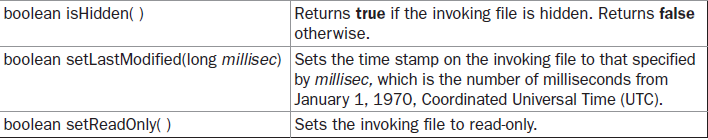 boolean isHidden( ) Returns true if the invoking file is hidden. Returns false
otherwise.
boolean setLastModified(long millisec) Sets the time stamp on the invoking file to that specified
by millisec, which is the number of milliseconds from
January 1, 1970, Coordinated Universal Time (UTC).
boolean setReadOnly( ) Sets the invoking file to read-only.